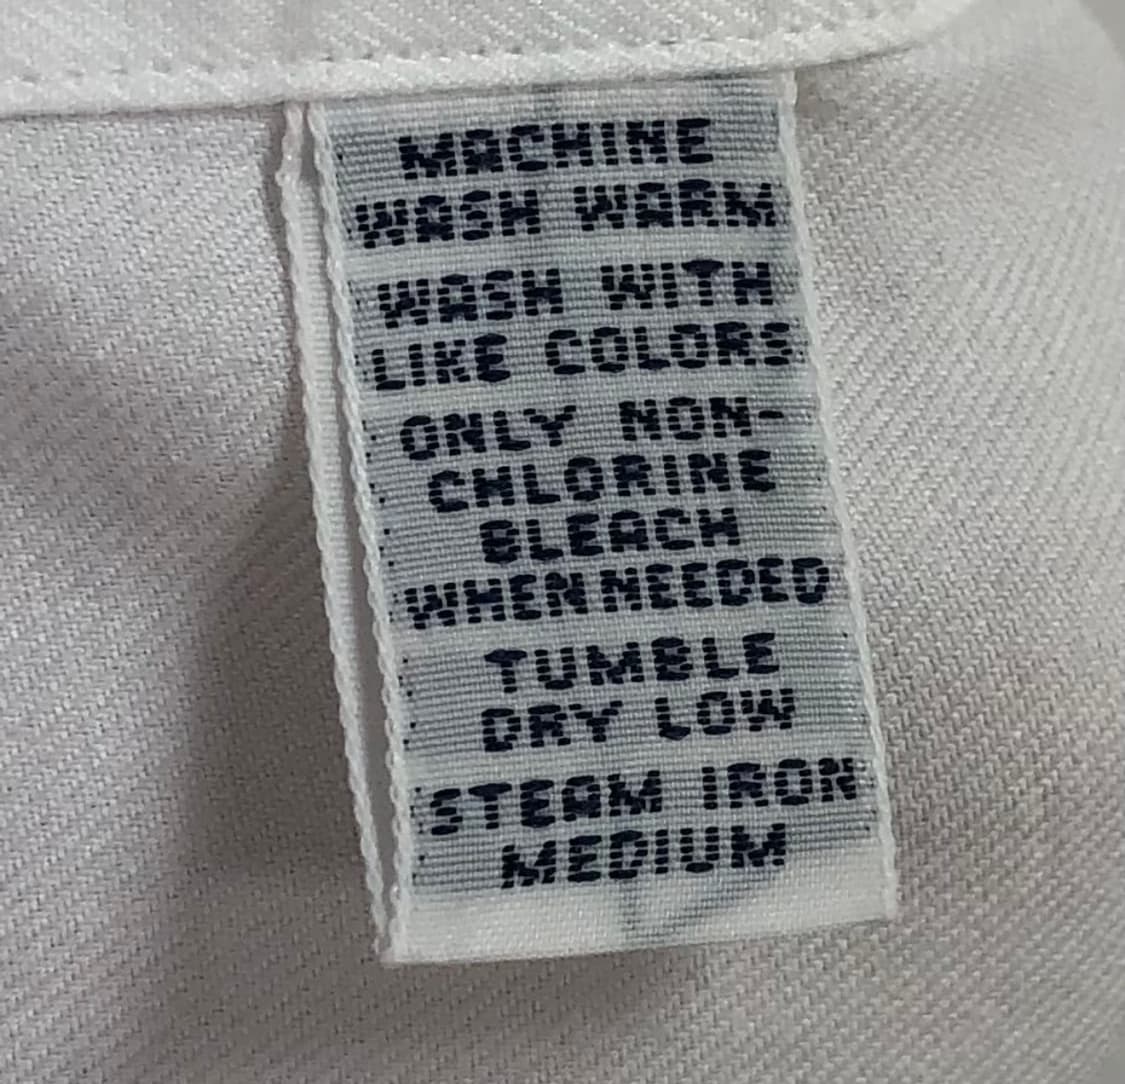 MACHINE
WASH WARM
WASH WITH
LIKE COLORS
ONLY NON-
CHLORINE
BLEACH
WHEN NEEDED
TUMBLE
DRY LOW
STEAM IRON
MEDIUM